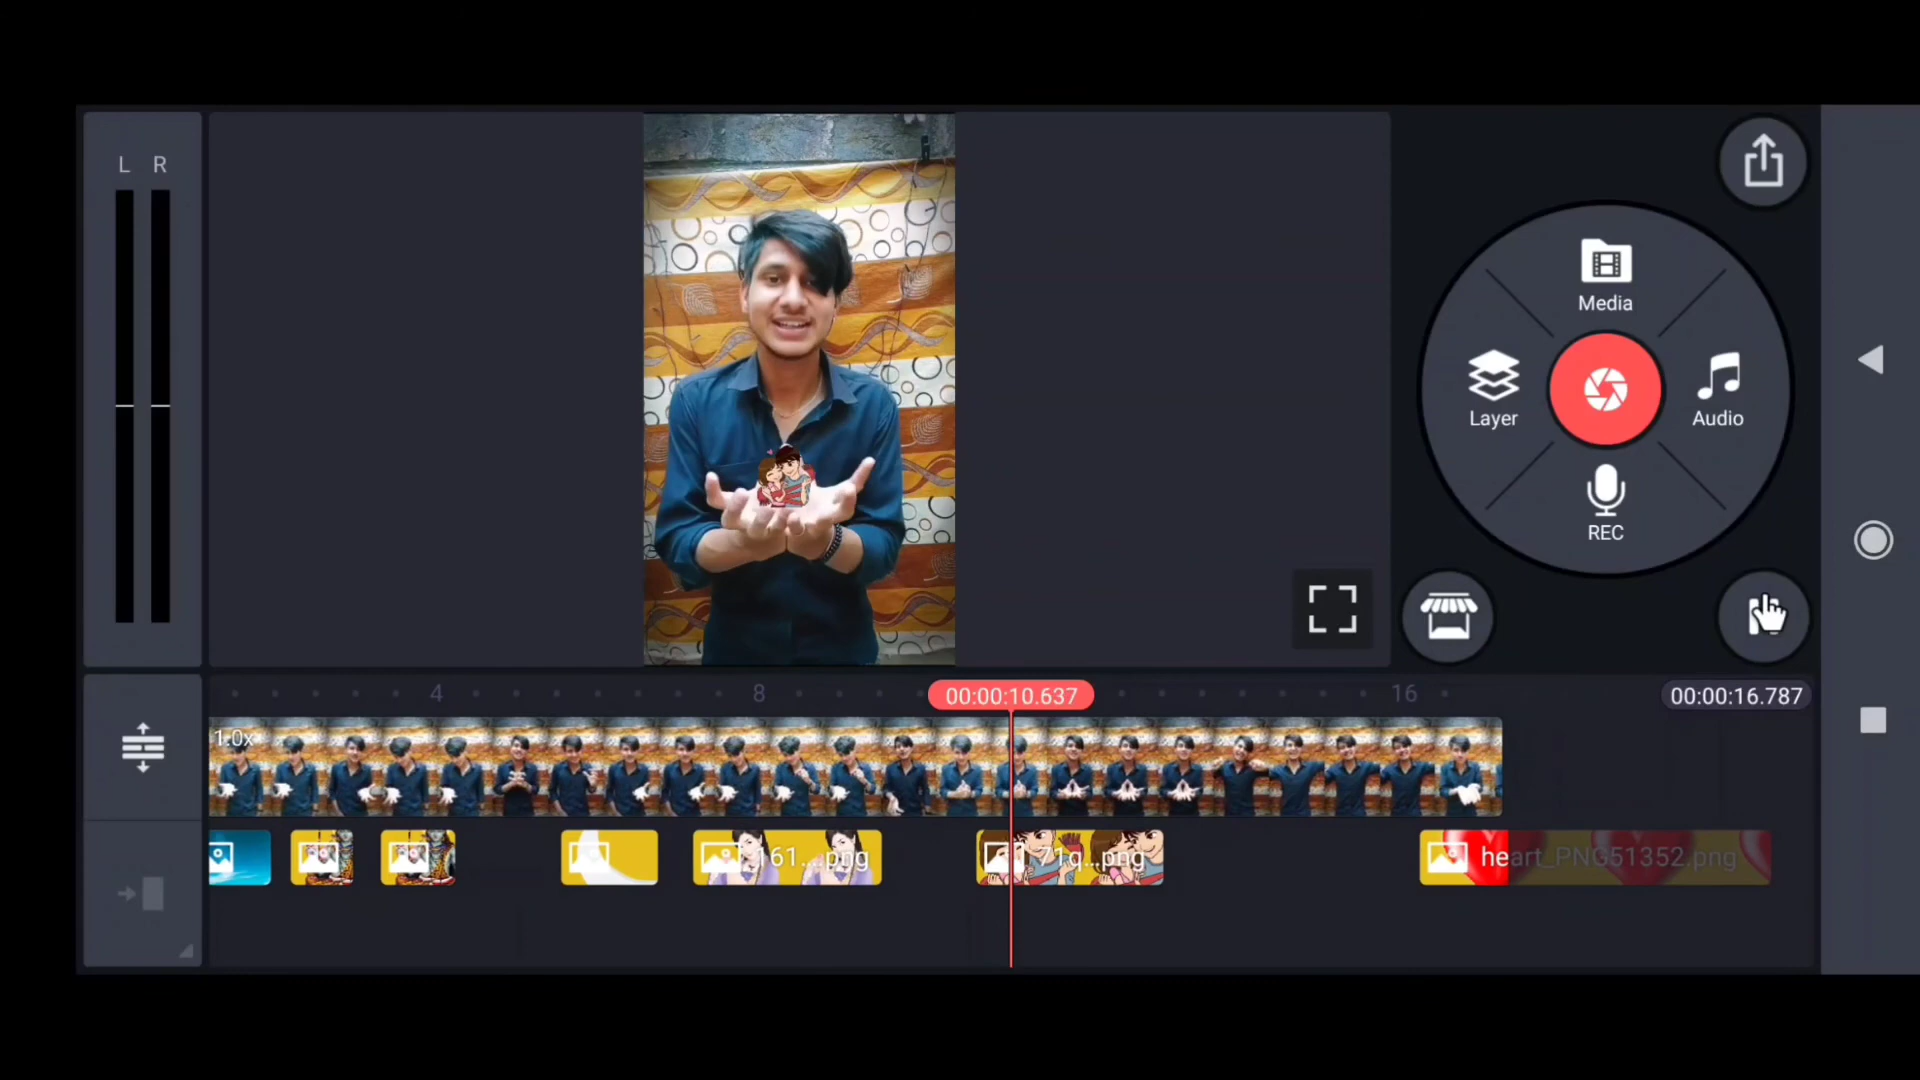 L R
Media
Layer
Audio
REC
4
8
00:00:10.637
16
00:00:16.787
1.0x
161....png
71q...png
heart_PNG51352.png